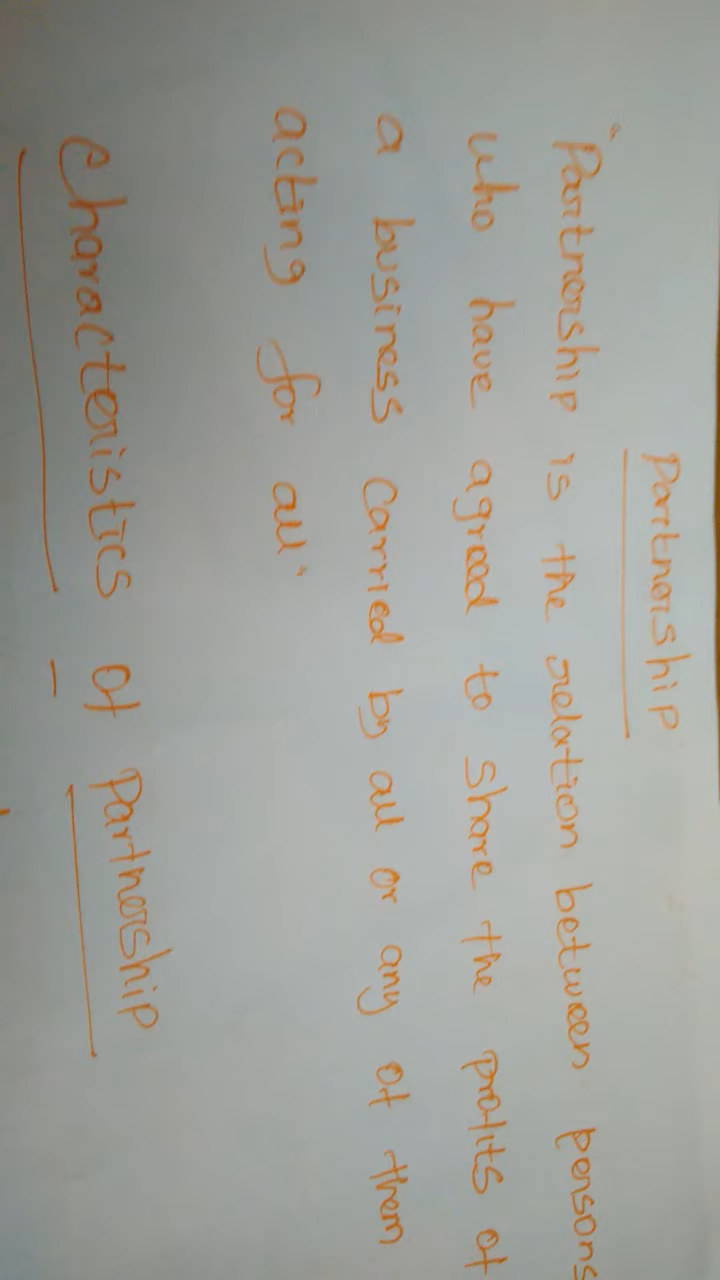 Partnership
"Partnership is the relation between persons
who have agreed to share the profits of
a business carried by all or any of them
acting for all"
Characteristics of Partnership